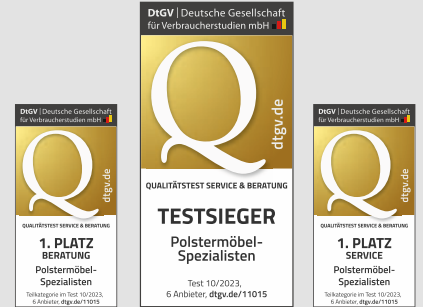 DtGV | Deutsche Gesellschaft
für Verbraucherstudien mbH
Q
dtgv.de
QUALITÄTSTEST SERVICE & BERATUNG
1. PLATZ
BERATUNG
Polstermöbel-
Spezialisten
Teilkategorie im Test 10/2023,
6 Anbieter, dtgv.de/11015
DtGV | Deutsche Gesellschaft
für Verbraucherstudien mbH
Q
dtgv.de
QUALITÄTSTEST SERVICE & BERATUNG
TESTSIEGER
Polstermöbel-
Spezialisten
Test 10/2023,
6 Anbieter, dtgv.de/11015
DtGV | Deutsche Gesellschaft
für Verbraucherstudien mbH
Q
dtgv.de
QUALITÄTSTEST SERVICE & BERATUNG
1. PLATZ
SERVICE
Polstermöbel-
Spezialisten
Teilkategorie im Test 10/2023,
6 Anbieter, dtgv.de/11015